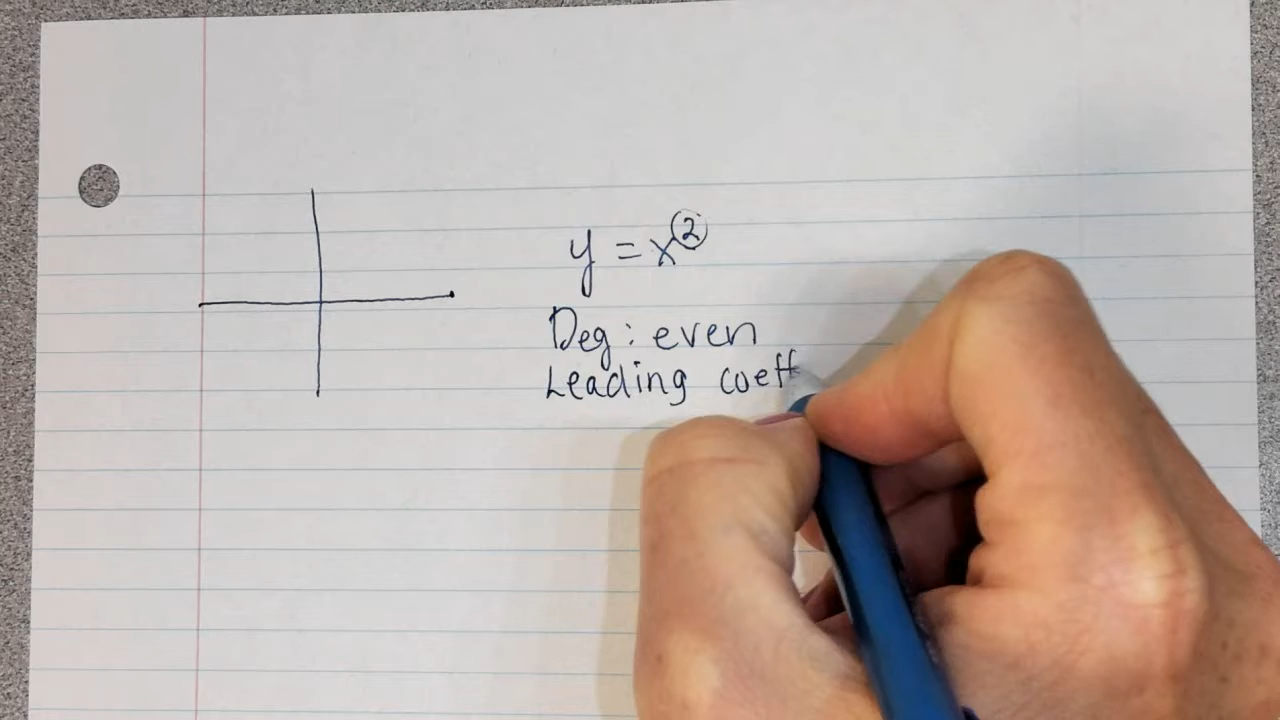 y = x²
Deg: even
Leading coeff